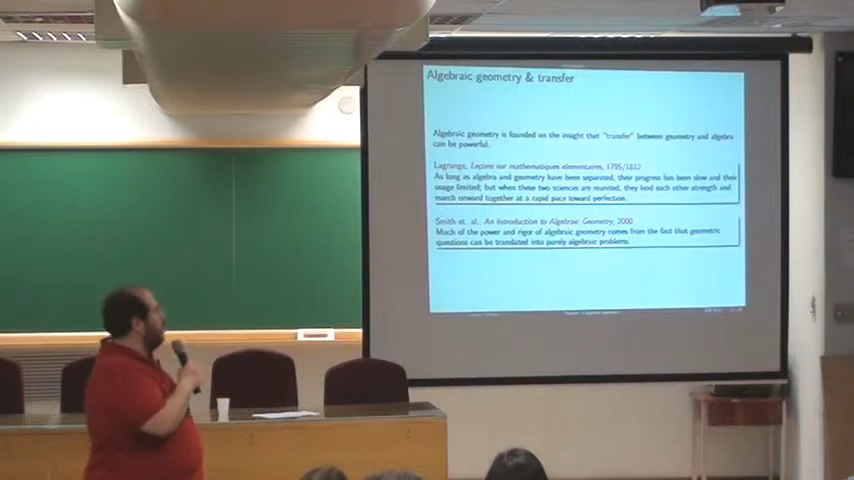 Algebraic geometry & transfer
Algebraic geometry is founded on the insight that "transfer" between geometry and algebra
can be powerful.
Lagrange, Leçons sur mathematiques elementaires, 1795/1812
As long as algebra and geometry have been separated, their progress has been slow and their
usage limited; but when these two sciences are reunited, they lend each other strength and
march onward together at a rapid pace toward perfection.
Smith et. al., An Introduction to Algebraic Geometry, 2000
Much of the power and rigor of algebraic geometry comes from the fact that geometric
questions can be translated into purely algebraic problems.